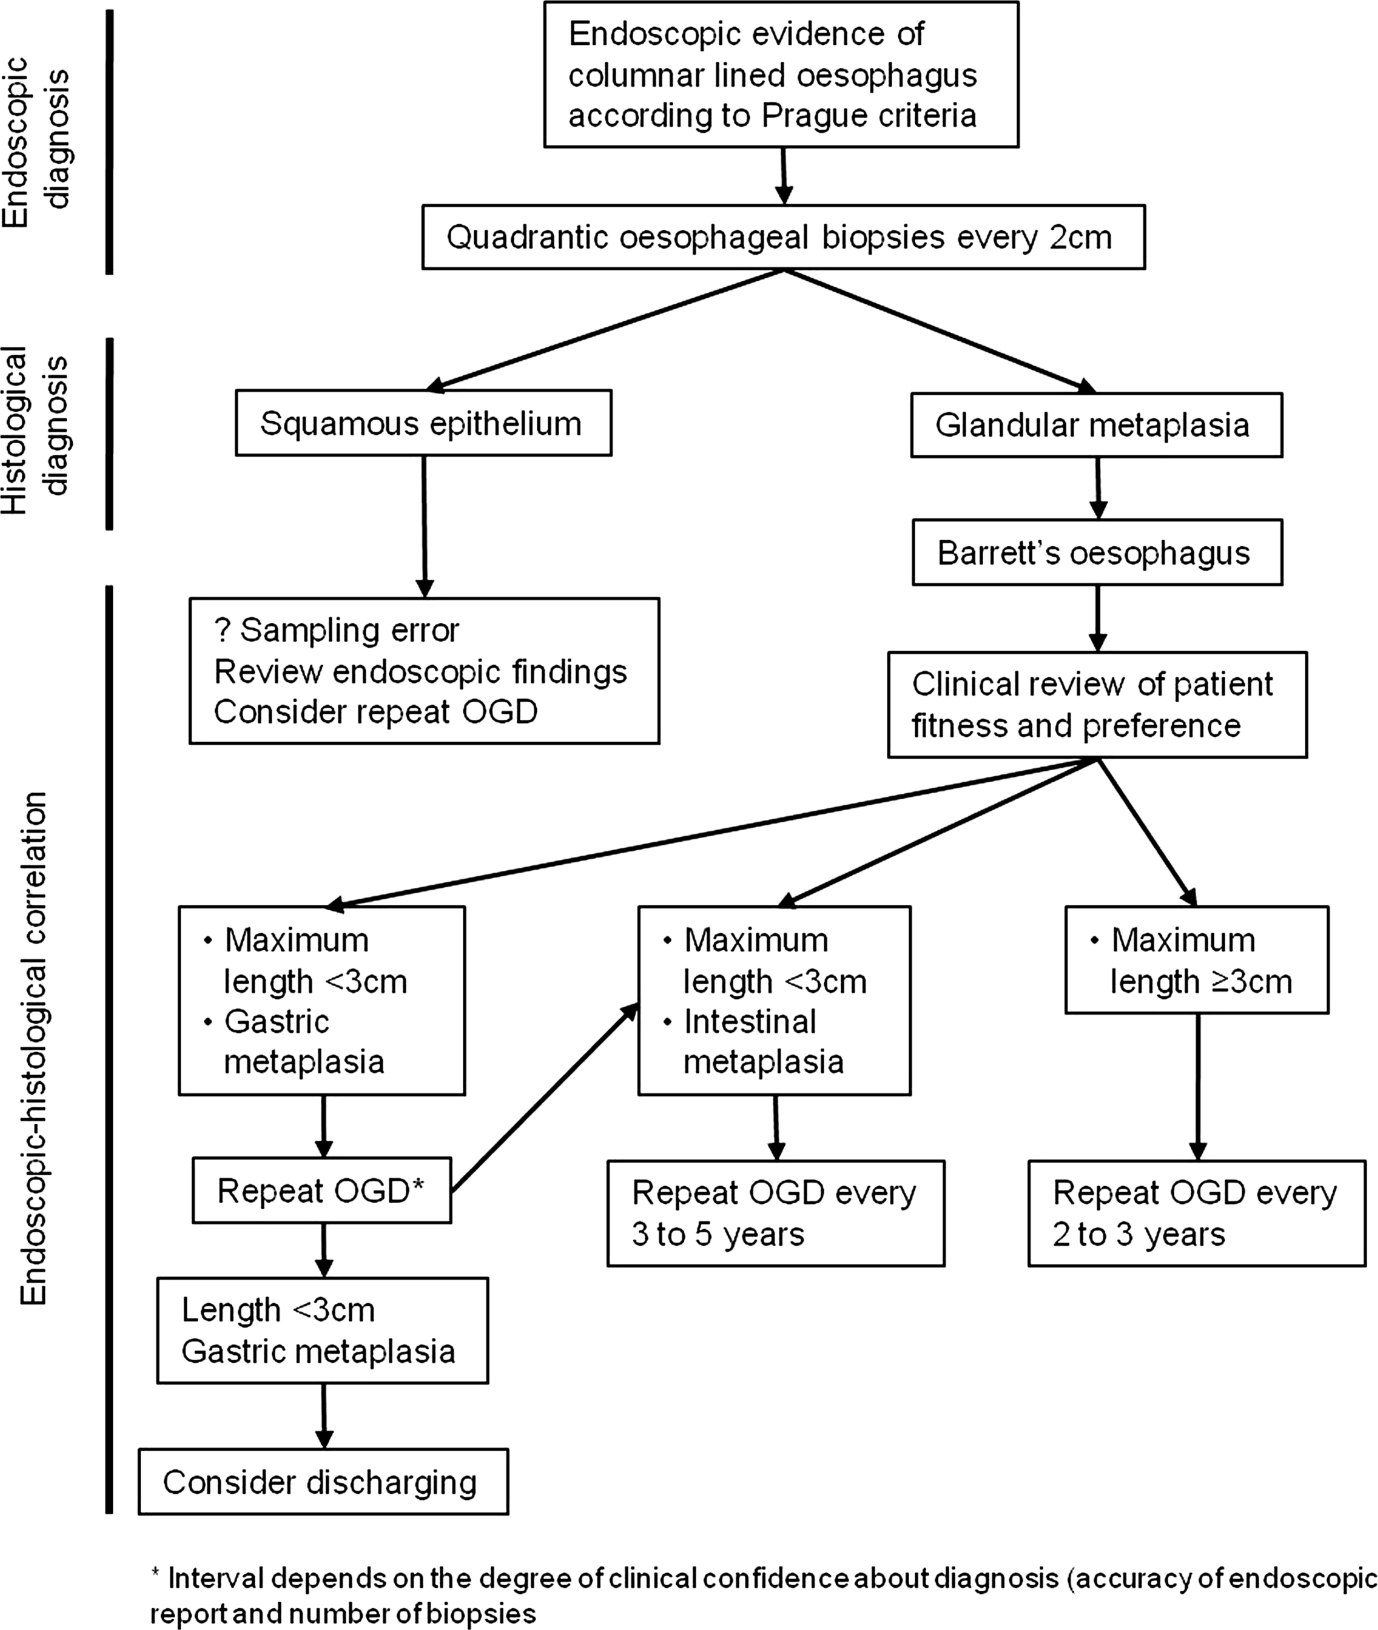 Endoscopic
diagnosis
Endoscopic evidence of
columnar lined oesophagus
according to Prague criteria
Quadrantic oesophageal biopsies every 2cm
Histological
diagnosis
Squamous epithelium
Glandular metaplasia
Barrett’s oesophagus
Endoscopic-histological correlation
? Sampling error
Review endoscopic findings
Consider repeat OGD
Clinical review of patient
fitness and preference
• Maximum
length <3cm
• Gastric
metaplasia
• Maximum
length <3cm
• Intestinal
metaplasia
• Maximum
length ≥3cm
Repeat OGD*
Repeat OGD every
3 to 5 years
Repeat OGD every
2 to 3 years
Length <3cm
Gastric metaplasia
Consider discharging
* Interval depends on the degree of clinical confidence about diagnosis (accuracy of endoscopic
report and number of biopsies